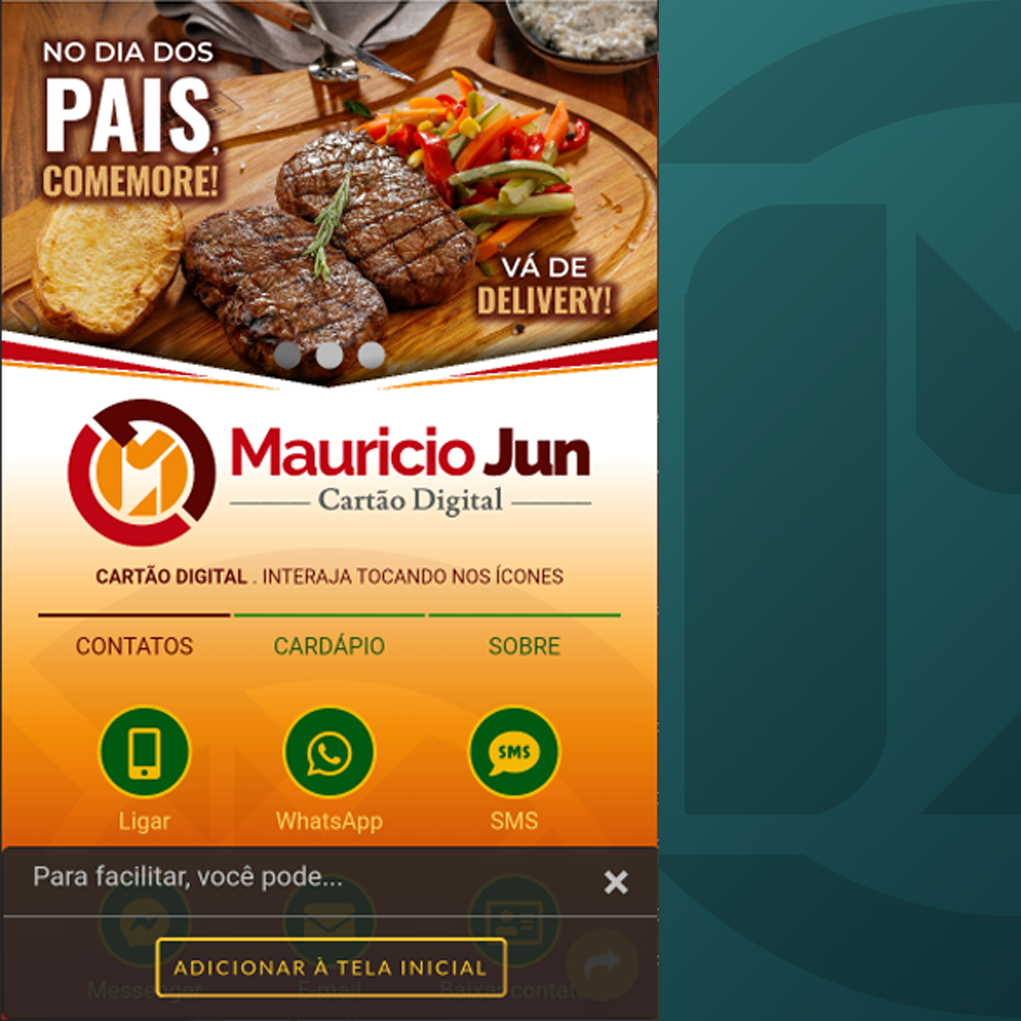 NO DIA DOS
PAIS,
COMEMORE!
VÁ DE
DELIVERY!
Mauricio Jun
Cartão Digital
CARTÃO DIGITAL . INTERAJA TOCANDO NOS ÍCONES
CONTATOS CARDÁPIO SOBRE
SMS
Ligar WhatsApp SMS
Para facilitar, você pode...
ADICIONAR À TELA INICIAL
Messenger E-mail Baixar contato